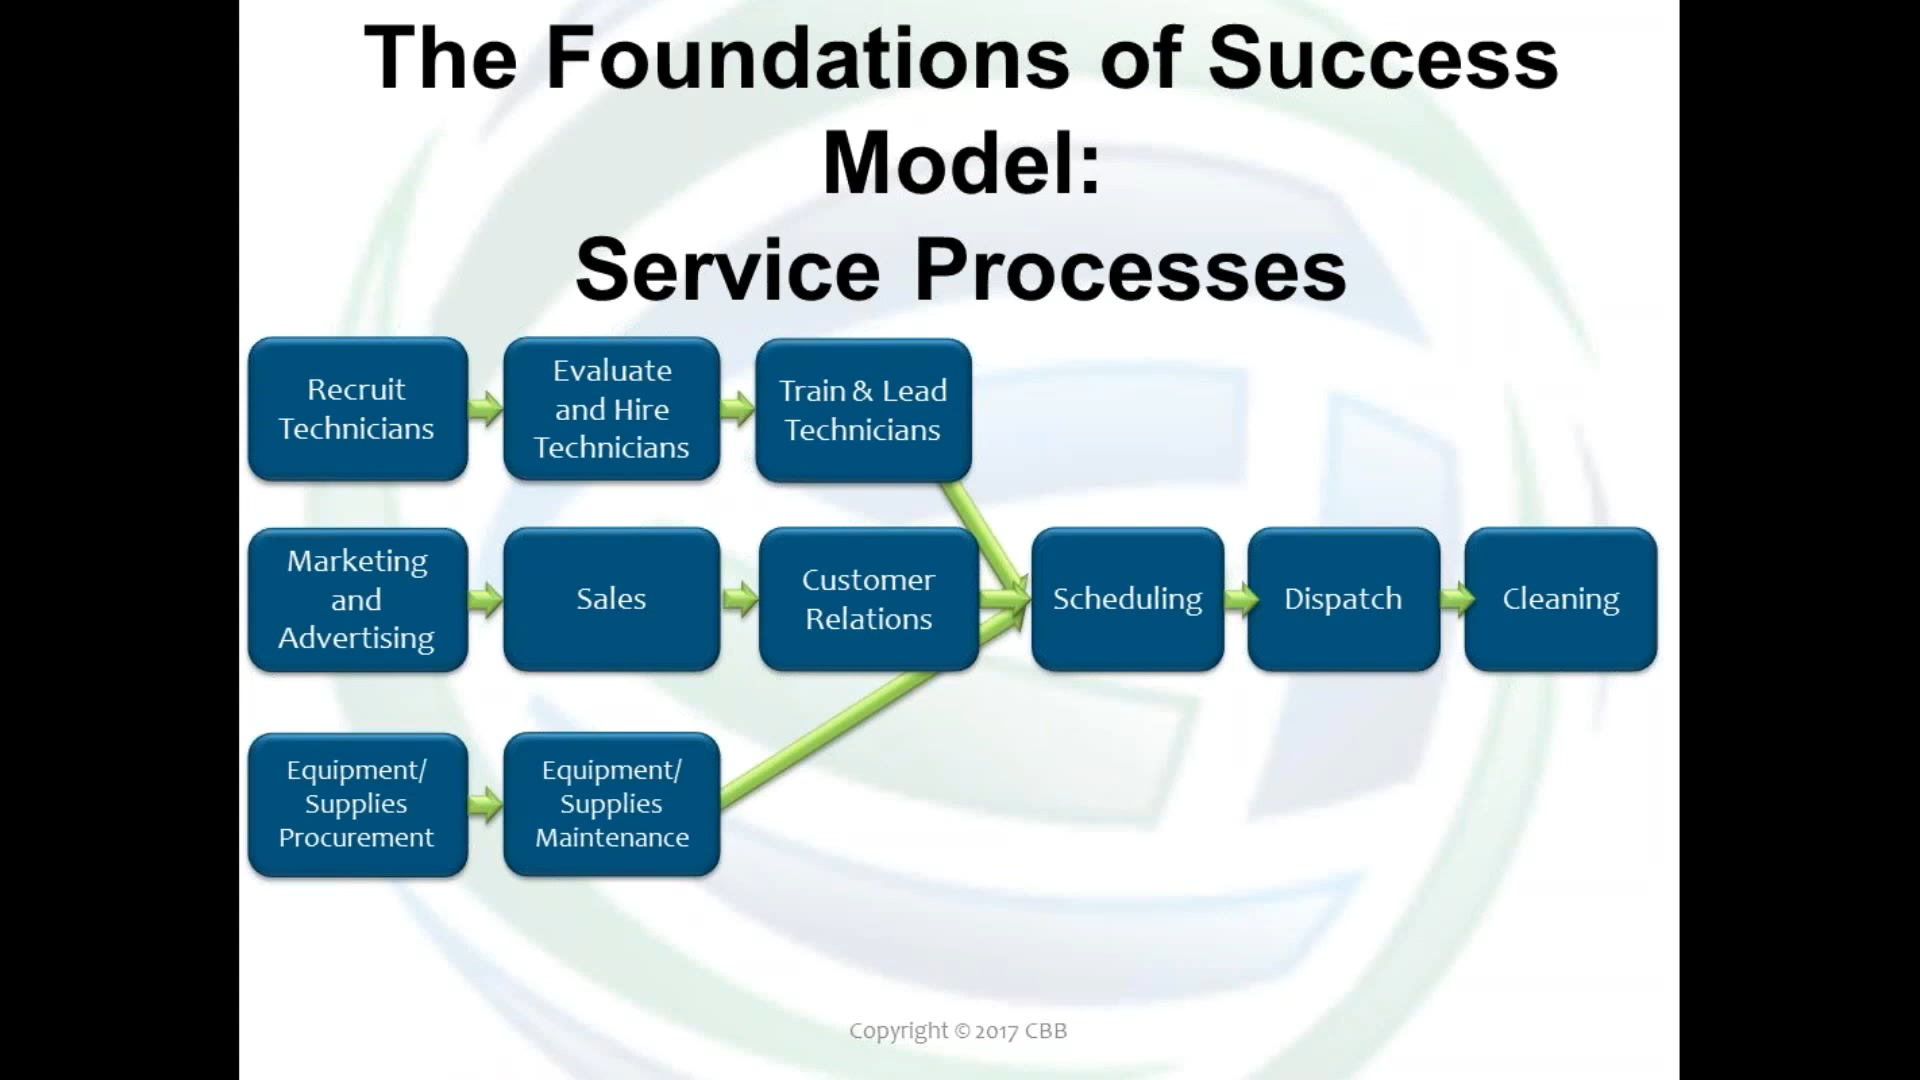 The Foundations of Success
Model:
Service Processes
Recruit
Technicians
Evaluate
and Hire
Technicians
Train & Lead
Technicians
Marketing
and
Advertising
Sales
Customer
Relations
Scheduling
Dispatch
Cleaning
Equipment/
Supplies
Procurement
Equipment/
Supplies
Maintenance
Copyright © 2017 CBB